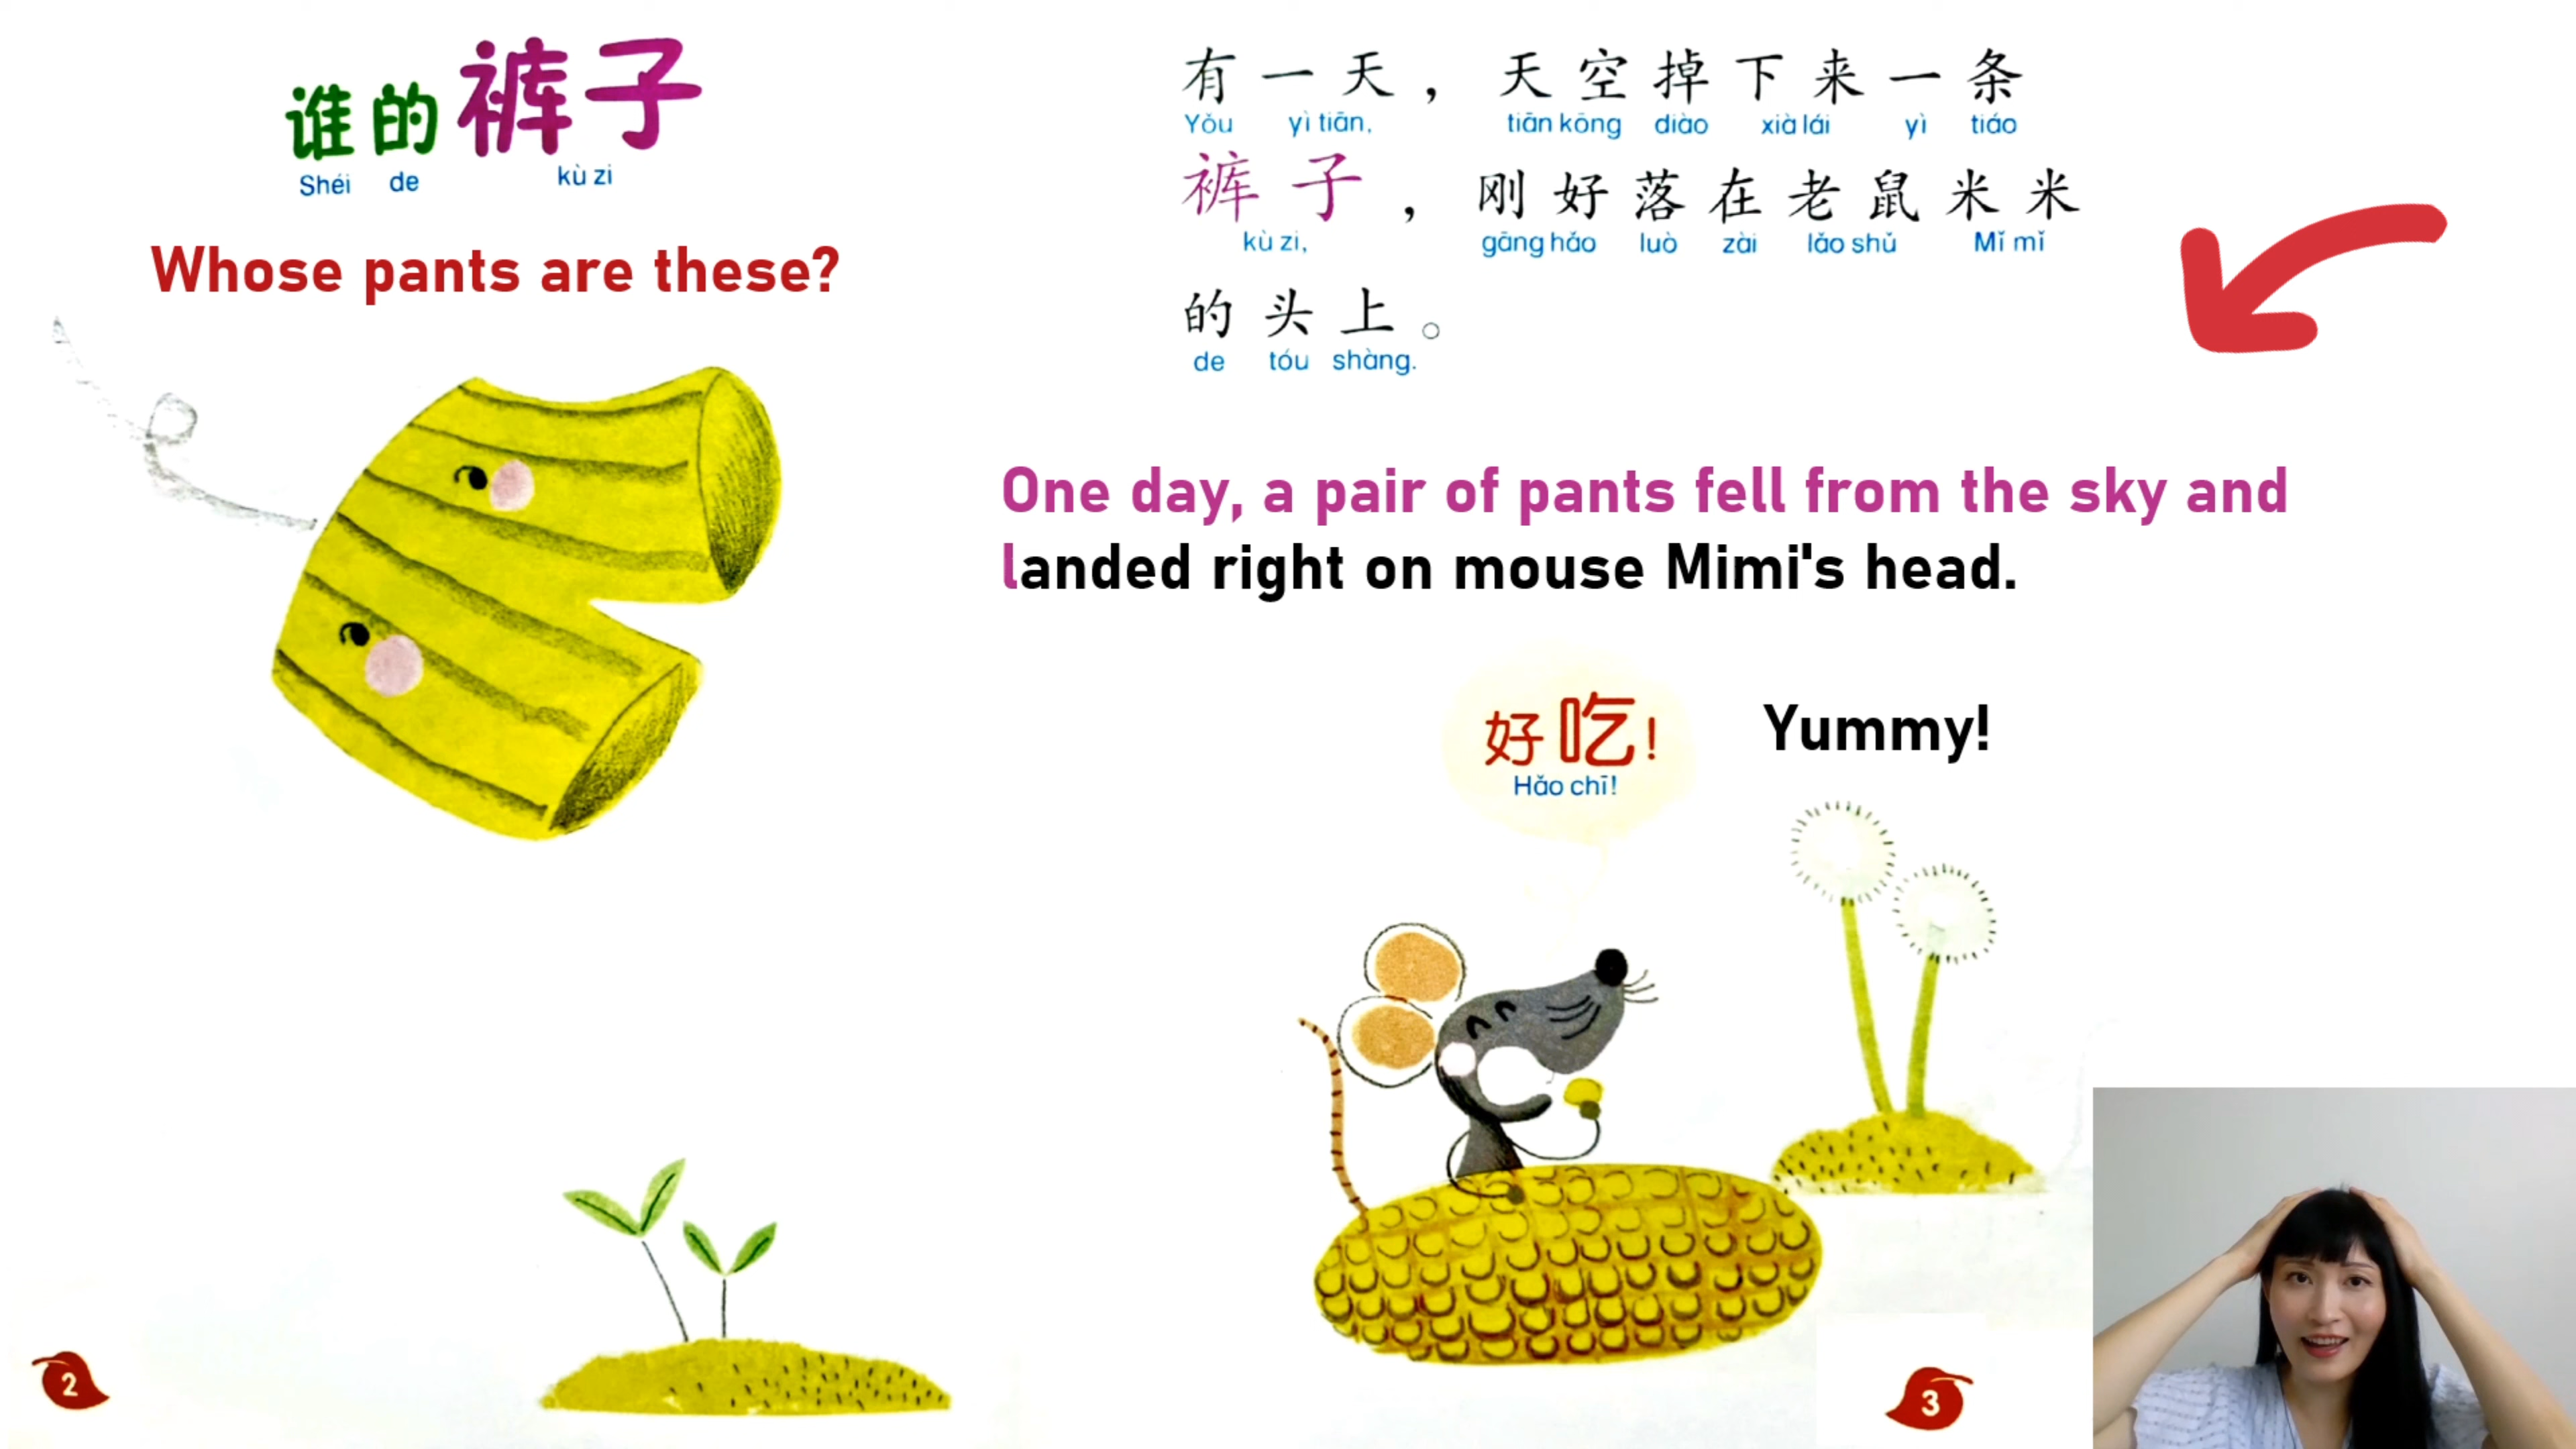 谁的裤子
Shéi de kù zi
Whose pants are these?
有一天，天空掉下来一条
Yǒu yì tiān, tiān kōng diào xià lái yì tiáo
裤子，刚好落在老鼠米米
kù zi, gāng hǎo luò zài lǎo shǔ Mǐ mǐ
的头上。
de tóu shàng.
One day, a pair of pants fell from the sky and
landed right on mouse Mimi's head.
好吃!
Hǎo chī!
Yummy!
2
3